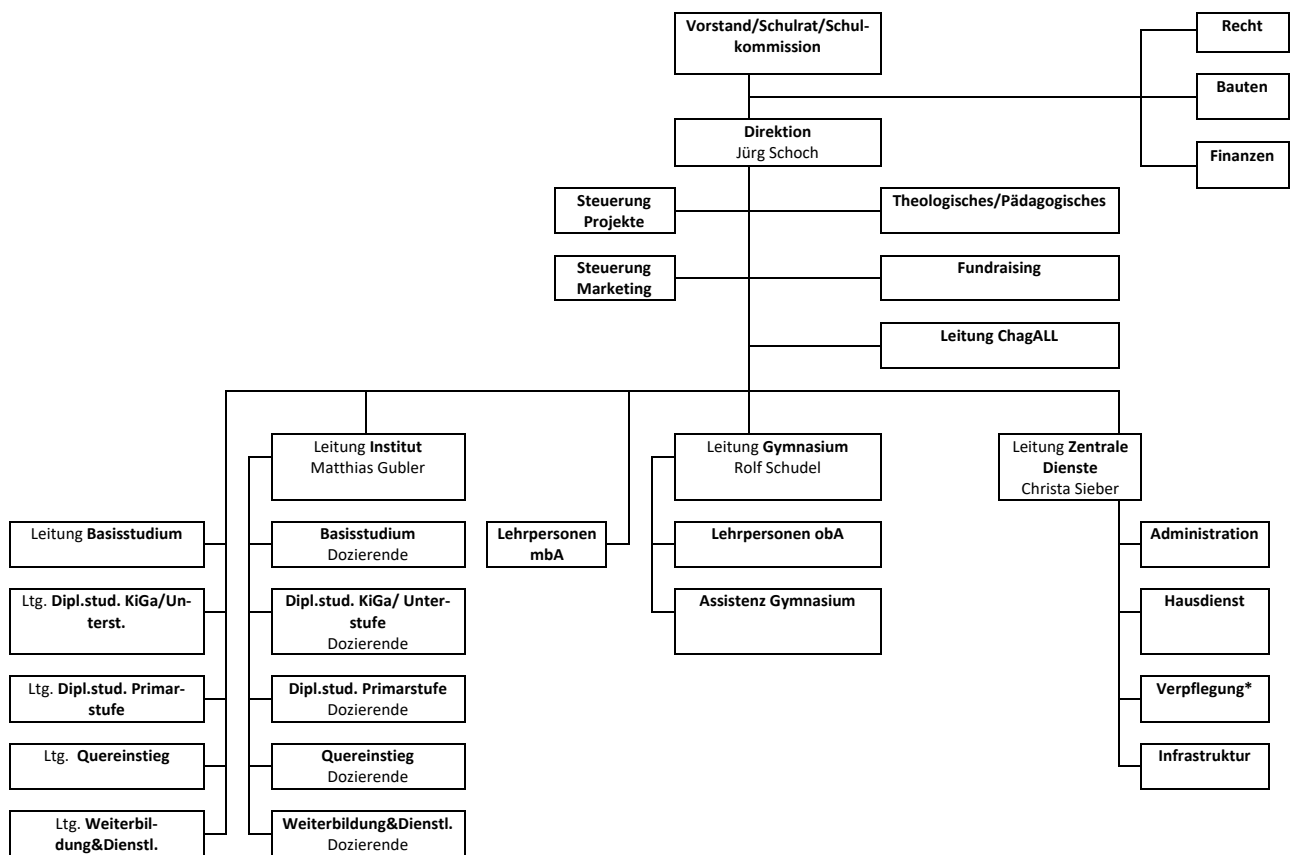 Vorstand/Schulrat/Schul-
kommission
Recht
Bauten
Direktion
Jürg Schoch
Finanzen
Steuerung
Projekte
Theologisches/Pädagogisches
Steuerung
Marketing
Fundraising
Leitung ChagALL
Leitung Institut
Matthias Gubler
Leitung Gymnasium
Rolf Schudel
Leitung Zentrale
Dienste
Christa Sieber
Leitung Basisstudium
Basisstudium
Dozierende
Lehrpersonen
mbA
Lehrpersonen obA
Administration
Ltg. Dipl.stud. KiGa/Un-
terst.
Dipl.stud. KiGa/ Unter-
stufe
Dozierende
Assistenz Gymnasium
Hausdienst
Ltg. Dipl.stud. Primar-
stufe
Dipl.stud. Primarstufe
Dozierende
Verpflegung*
Ltg. Quereinstieg
Quereinstieg
Dozierende
Infrastruktur
Ltg. Weiterbil-
dung&Dienstl.
Weiterbildung&Dienstl.
Dozierende